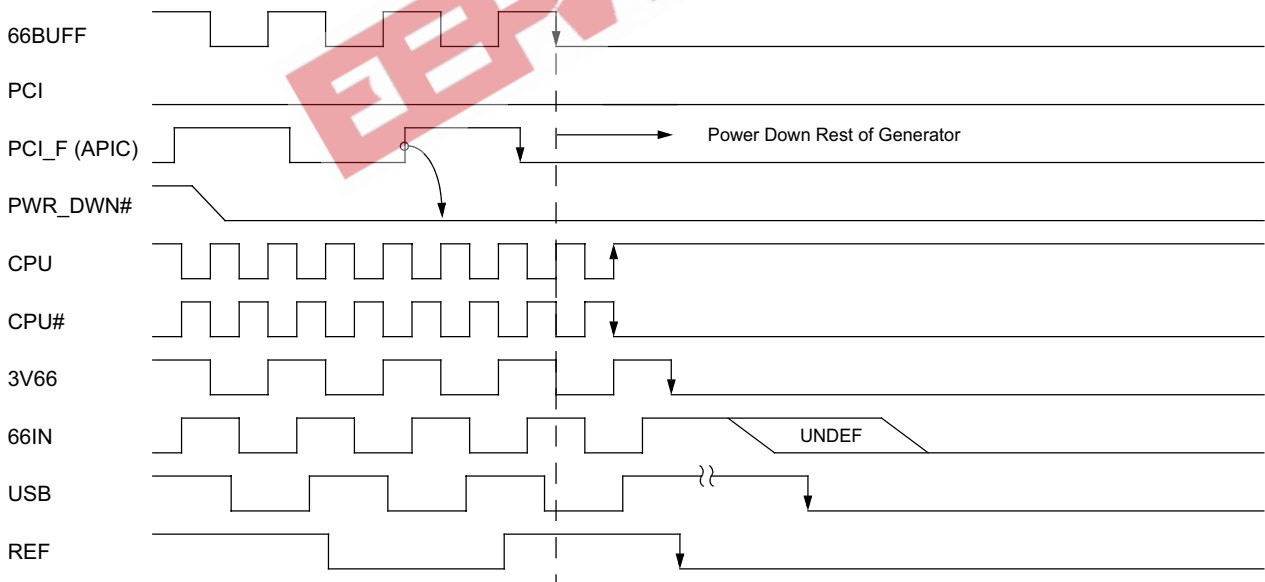 66BUFF
PCI
PCI_F (APIC)
Power Down Rest of Generator
PWR_DWN#
CPU
CPU#
3V66
66IN
UNDEF
USB
REF